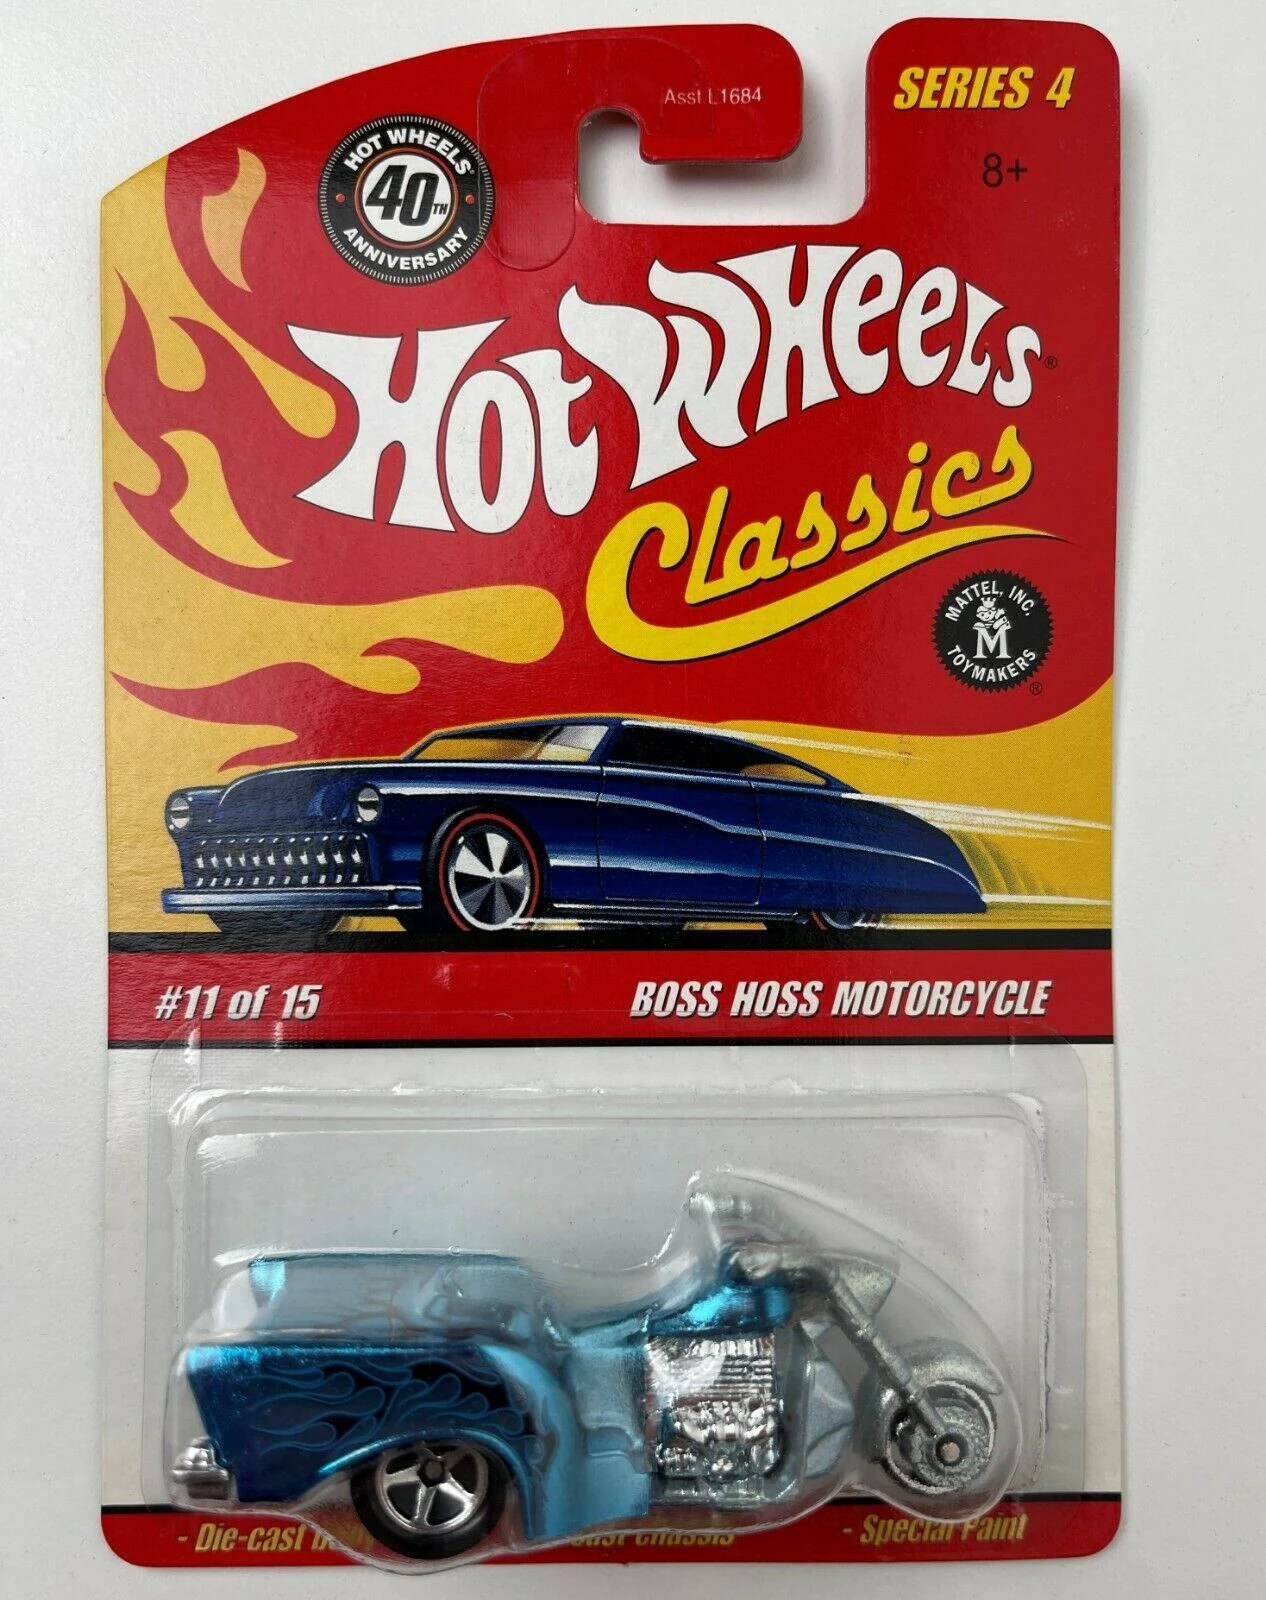 Asst.L1684
SERIES 4
8+
HOT WHEELS®
40TH
ANNIVERSARY
HOT WHEELS®
Classics
MATTEL, INC.
M
TOYMAKERS
®
#11 of 15
BOSS HOSS MOTORCYCLE
- Die-cast
chassis
- Special Paint